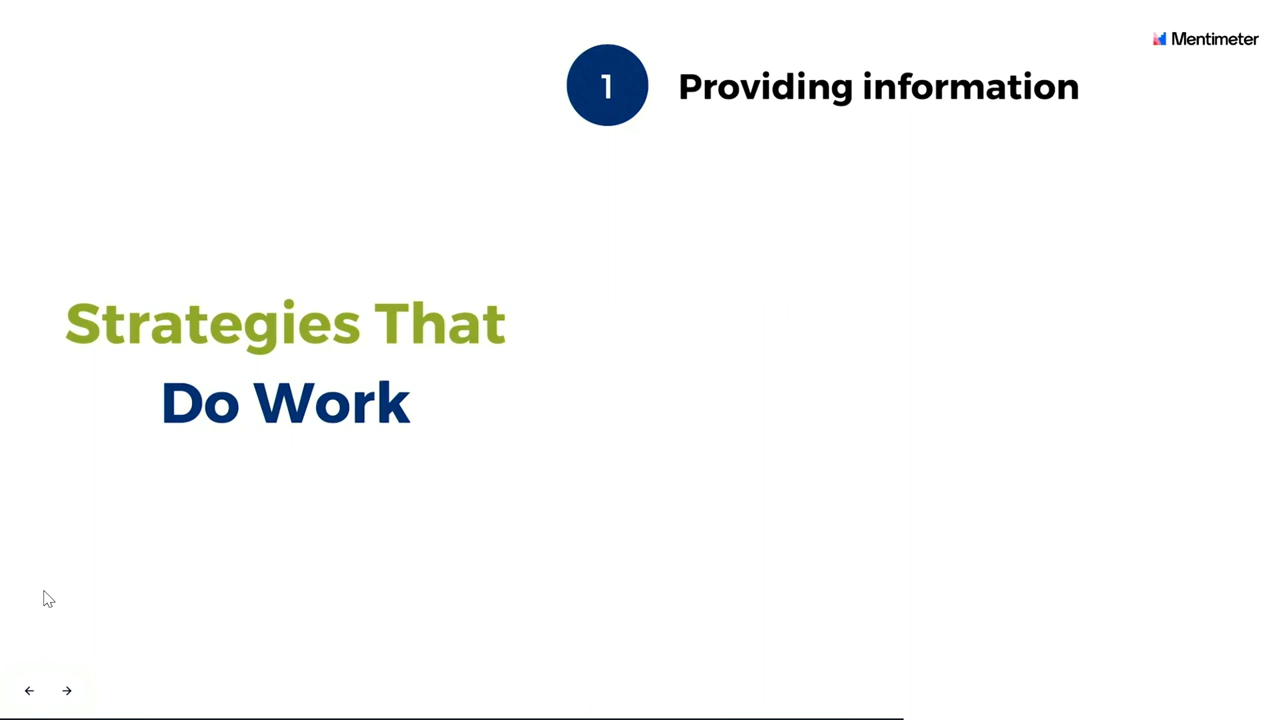 Mentimeter
1 Providing information
Strategies That
Do Work